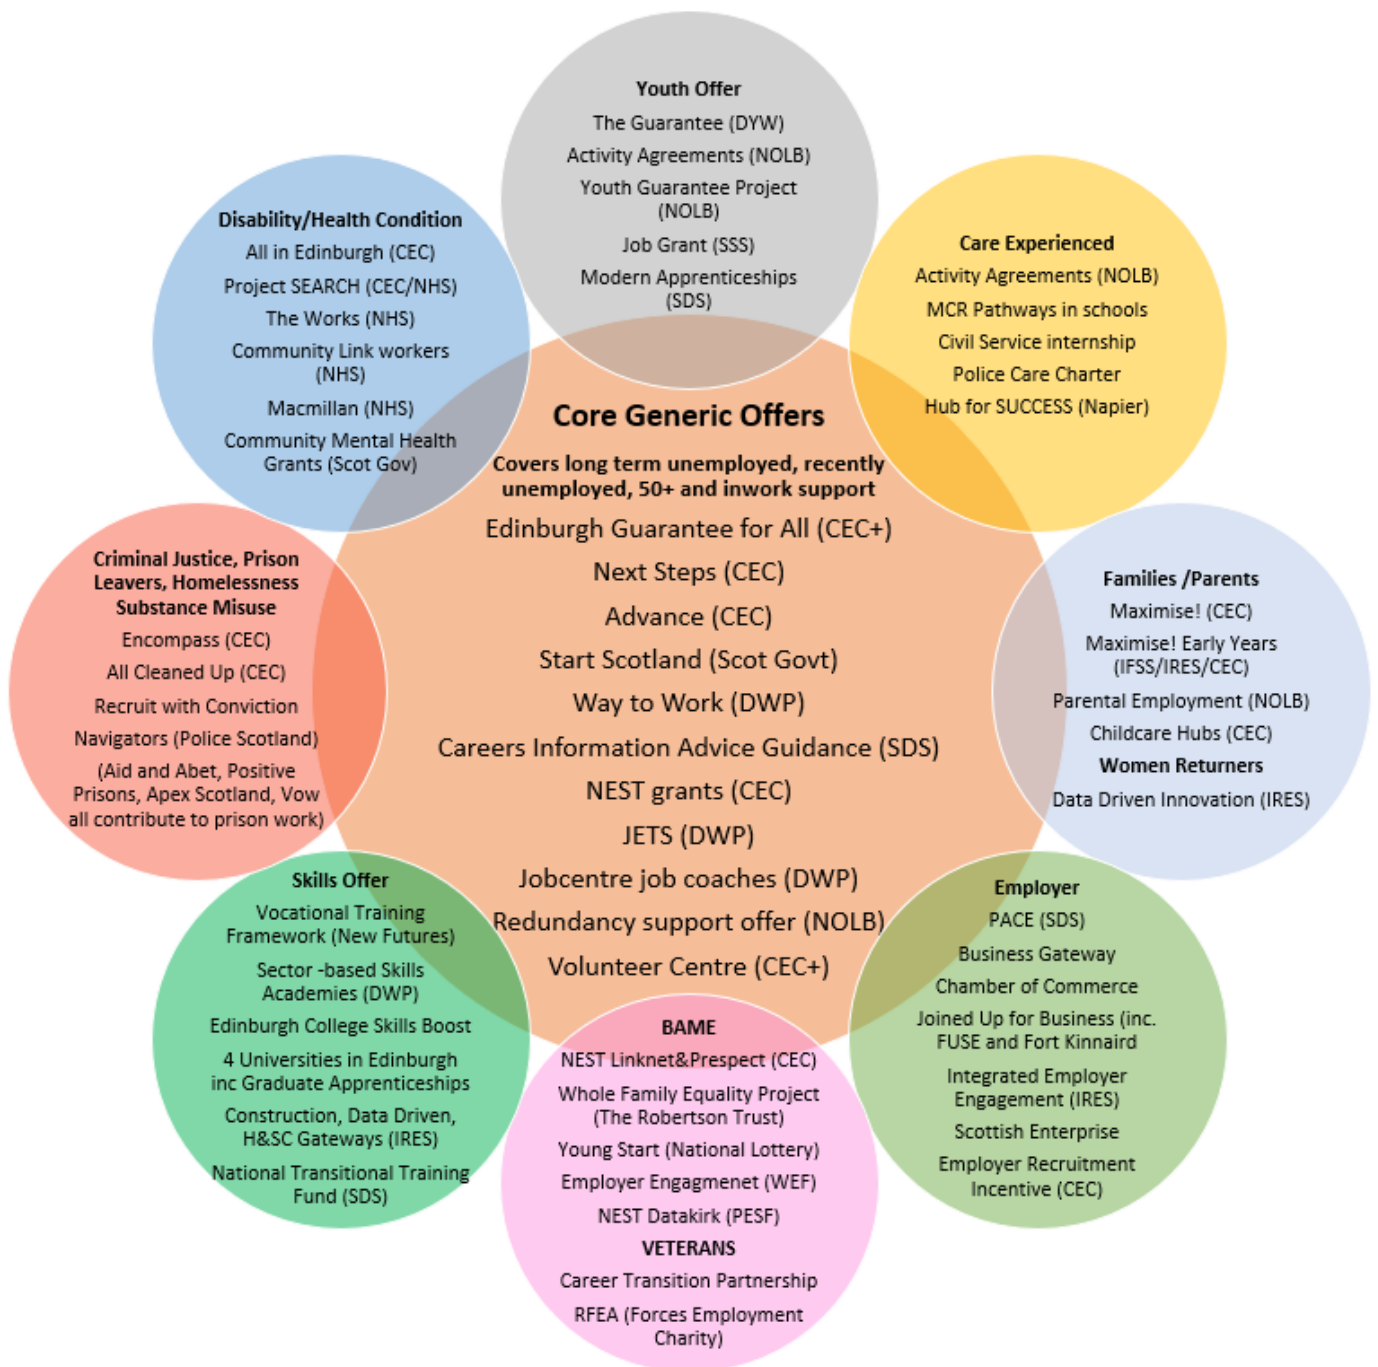 Youth Offer
The Guarantee (DYW)
Activity Agreements (NOLB)
Youth Guarantee Project
(NOLB)
Job Grant (SSS)
Modern Apprenticeships
(SDS)
Care Experienced
Activity Agreements (NOLB)
MCR Pathways in schools
Civil Service internship
Police Care Charter
Hub for SUCCESS (Napier)
Families /Parents
Maximise! (CEC)
Maximise! Early Years
(IFSS/IRES/CEC)
Parental Employment (NOLB)
Childcare Hubs (CEC)
Women Returners
Data Driven Innovation (IRES)
Employer
PACE (SDS)
Business Gateway
Chamber of Commerce
Joined Up for Business (inc.
FUSE and Fort Kinnaird
Integrated Employer
Engagement (IRES)
Scottish Enterprise
Employer Recruitment
Incentive (CEC)
BAME
NEST Linknet&Prespect (CEC)
Whole Family Equality Project
(The Robertson Trust)
Young Start (National Lottery)
Employer Engagmenet (WEF)
NEST Datakirk (PESF)
VETERANS
Career Transition Partnership
RFEA (Forces Employment
Charity)
Skills Offer
Vocational Training
Framework (New Futures)
Sector -based Skills
Academies (DWP)
Edinburgh College Skills Boost
4 Universities in Edinburgh
inc Graduate Apprenticeships
Construction, Data Driven,
H&SC Gateways (IRES)
National Transitional Training
Fund (SDS)
Criminal Justice, Prison
Leavers, Homelessness
Substance Misuse
Encompass (CEC)
All Cleaned Up (CEC)
Recruit with Conviction
Navigators (Police Scotland)
(Aid and Abet, Positive
Prisons, Apex Scotland, Vow
all contribute to prison work)
Disability/Health Condition
All in Edinburgh (CEC)
Project SEARCH (CEC/NHS)
The Works (NHS)
Community Link workers
(NHS)
Macmillan (NHS)
Community Mental Health
Grants (Scot Gov)
Core Generic Offers
Covers long term unemployed, recently
unemployed, 50+ and inwork support
Edinburgh Guarantee for All (CEC+)
Next Steps (CEC)
Advance (CEC)
Start Scotland (Scot Govt)
Way to Work (DWP)
Careers Information Advice Guidance (SDS)
NEST grants (CEC)
JETS (DWP)
Jobcentre job coaches (DWP)
Redundancy support offer (NOLB)
Volunteer Centre (CEC+)